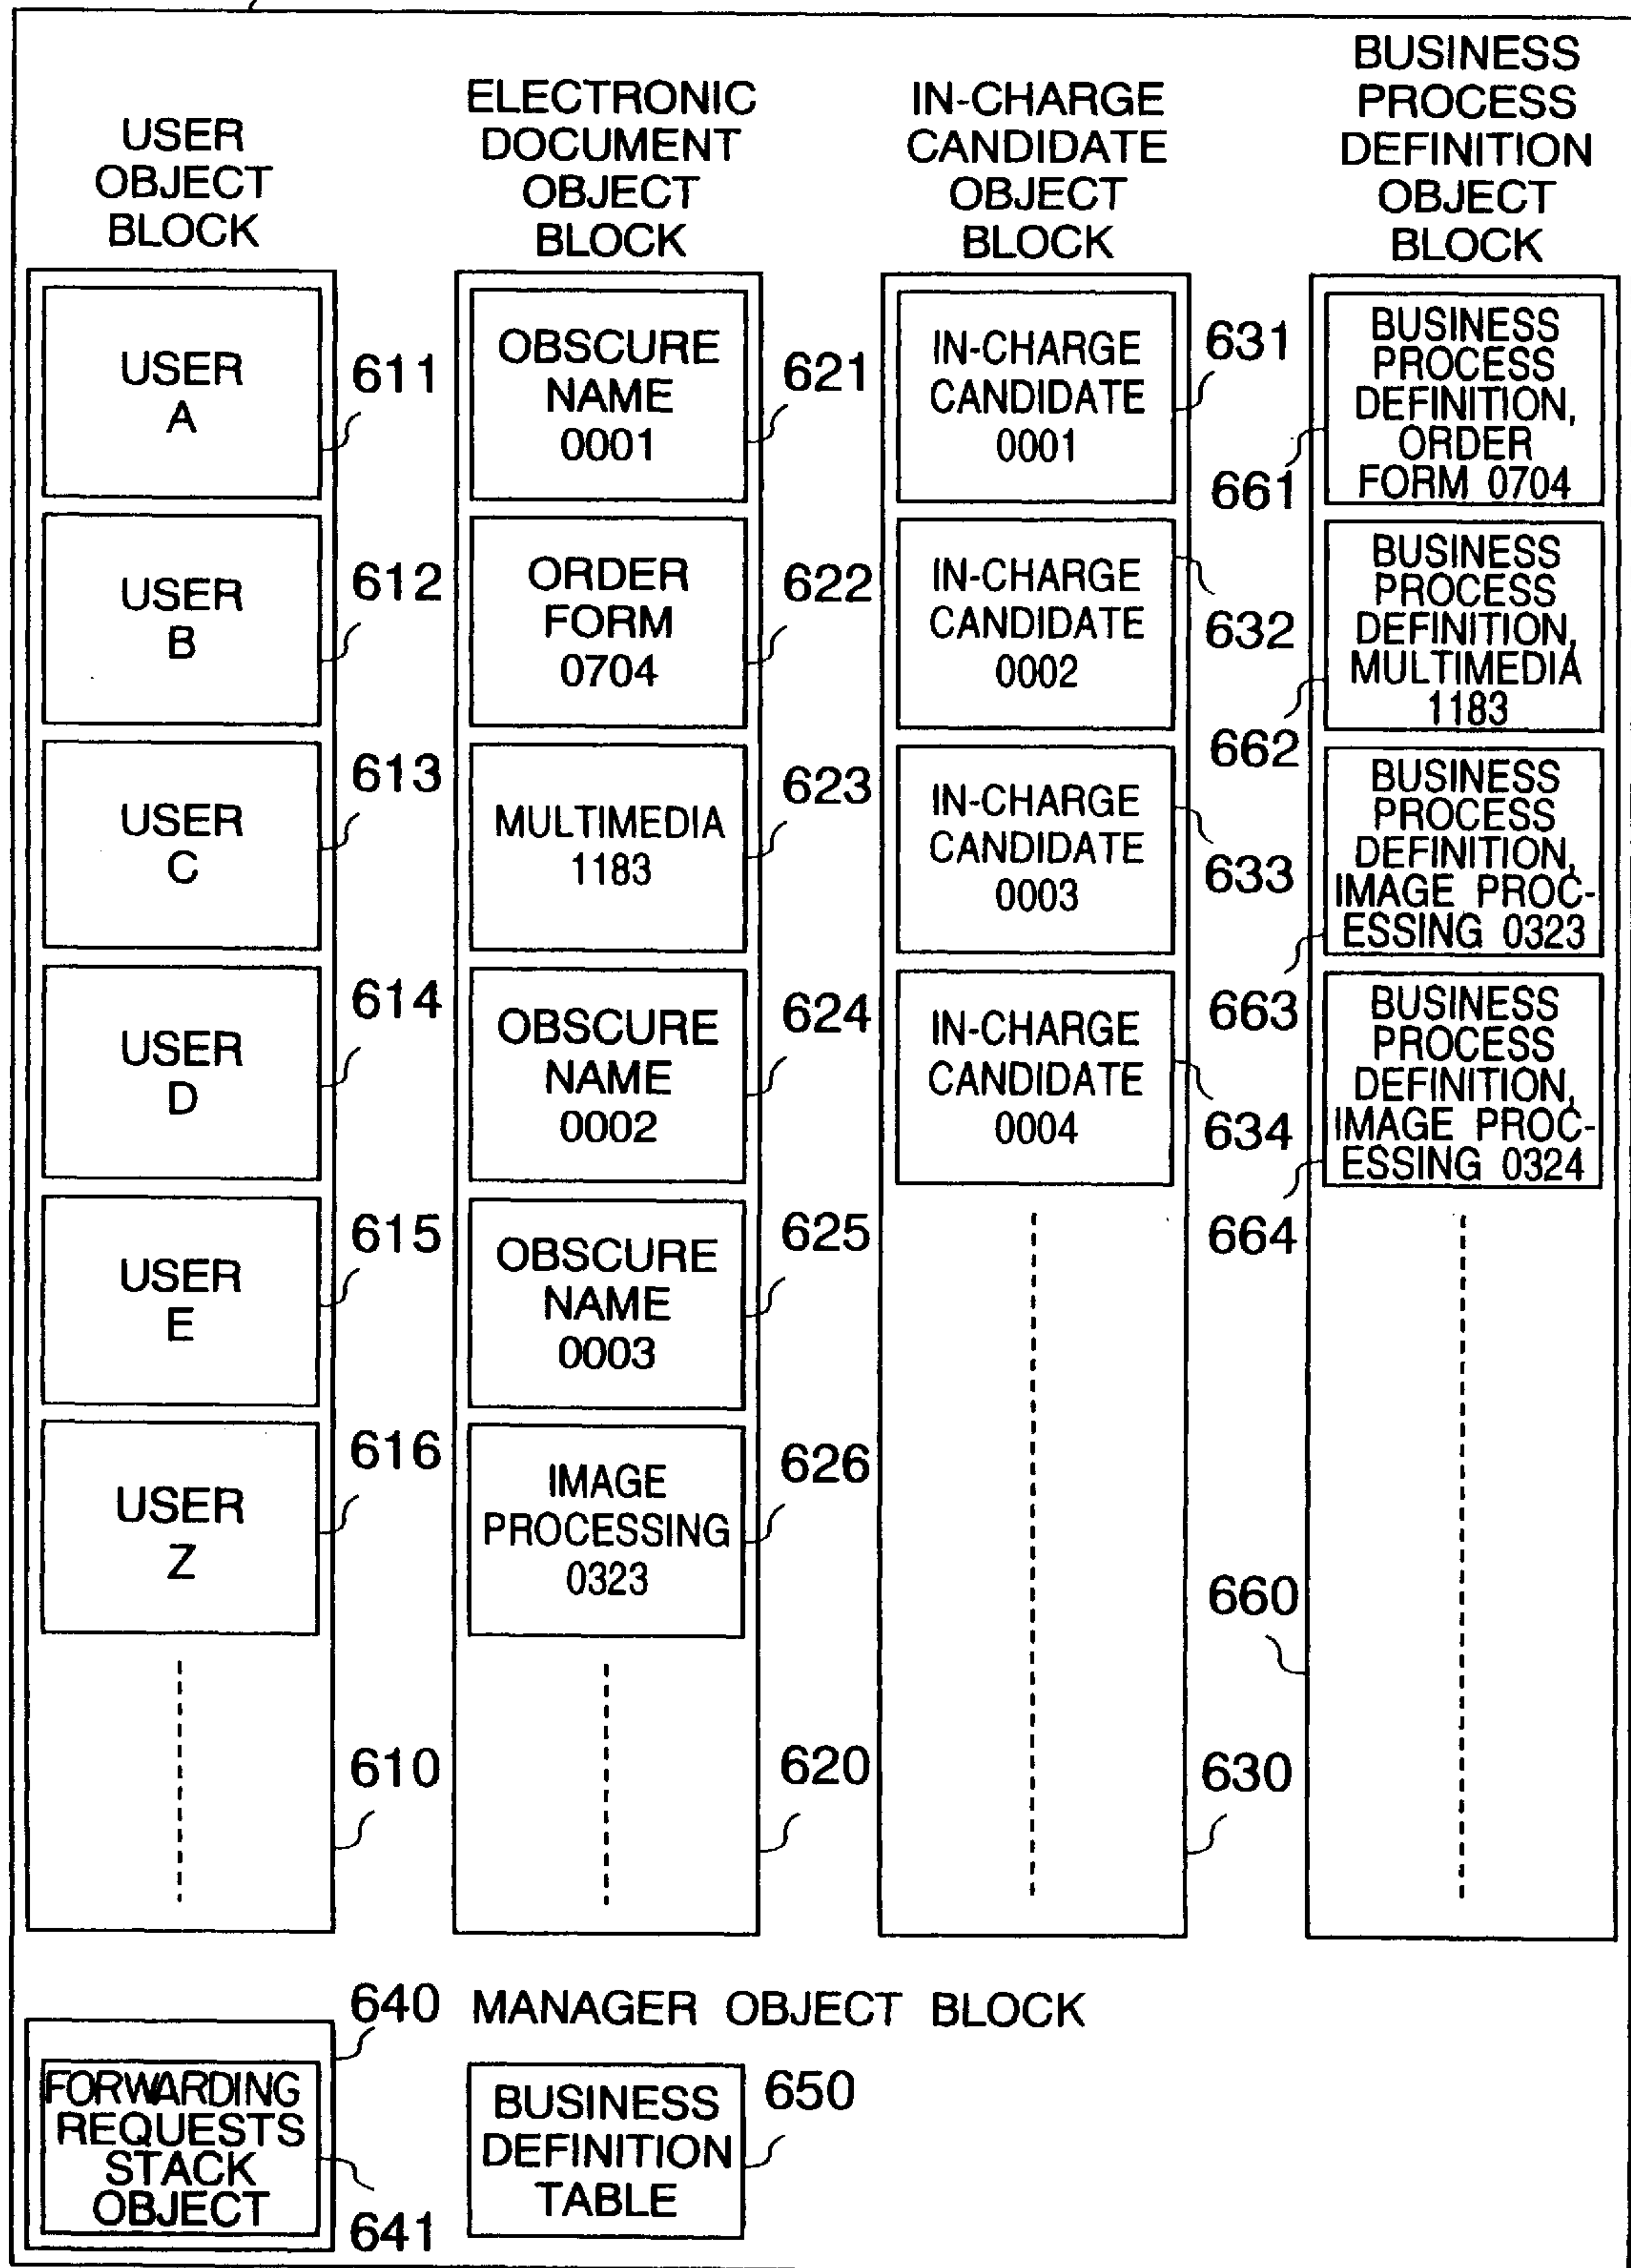 USER
OBJECT
BLOCK
ELECTRONIC
DOCUMENT
OBJECT
BLOCK
IN-CHARGE
CANDIDATE
OBJECT
BLOCK
BUSINESS
PROCESS
DEFINITION
OBJECT
BLOCK
USER
A
611
USER
B
612
USER
C
613
USER
D
614
USER
E
615
USER
Z
616
610
OBSCURE
NAME
0001
621
ORDER
FORM
0704
622
MULTIMEDIA
1183
623
OBSCURE
NAME
0002
624
OBSCURE
NAME
0003
625
IMAGE
PROCESSING
0323
626
620
IN-CHARGE
CANDIDATE
0001
631
IN-CHARGE
CANDIDATE
0002
632
IN-CHARGE
CANDIDATE
0003
633
IN-CHARGE
CANDIDATE
0004
634
630
BUSINESS
PROCESS
DEFINITION,
ORDER
FORM 0704
661
BUSINESS
PROCESS
DEFINITION,
MULTIMEDIA
1183
662
BUSINESS
PROCESS
DEFINITION,
IMAGE PROC-
ESSING 0323
663
BUSINESS
PROCESS
DEFINITION,
IMAGE PROC-
ESSING 0324
664
660
640 MANAGER OBJECT BLOCK
FORWARDING
REQUESTS
STACK
OBJECT
641
BUSINESS
DEFINITION
TABLE
650